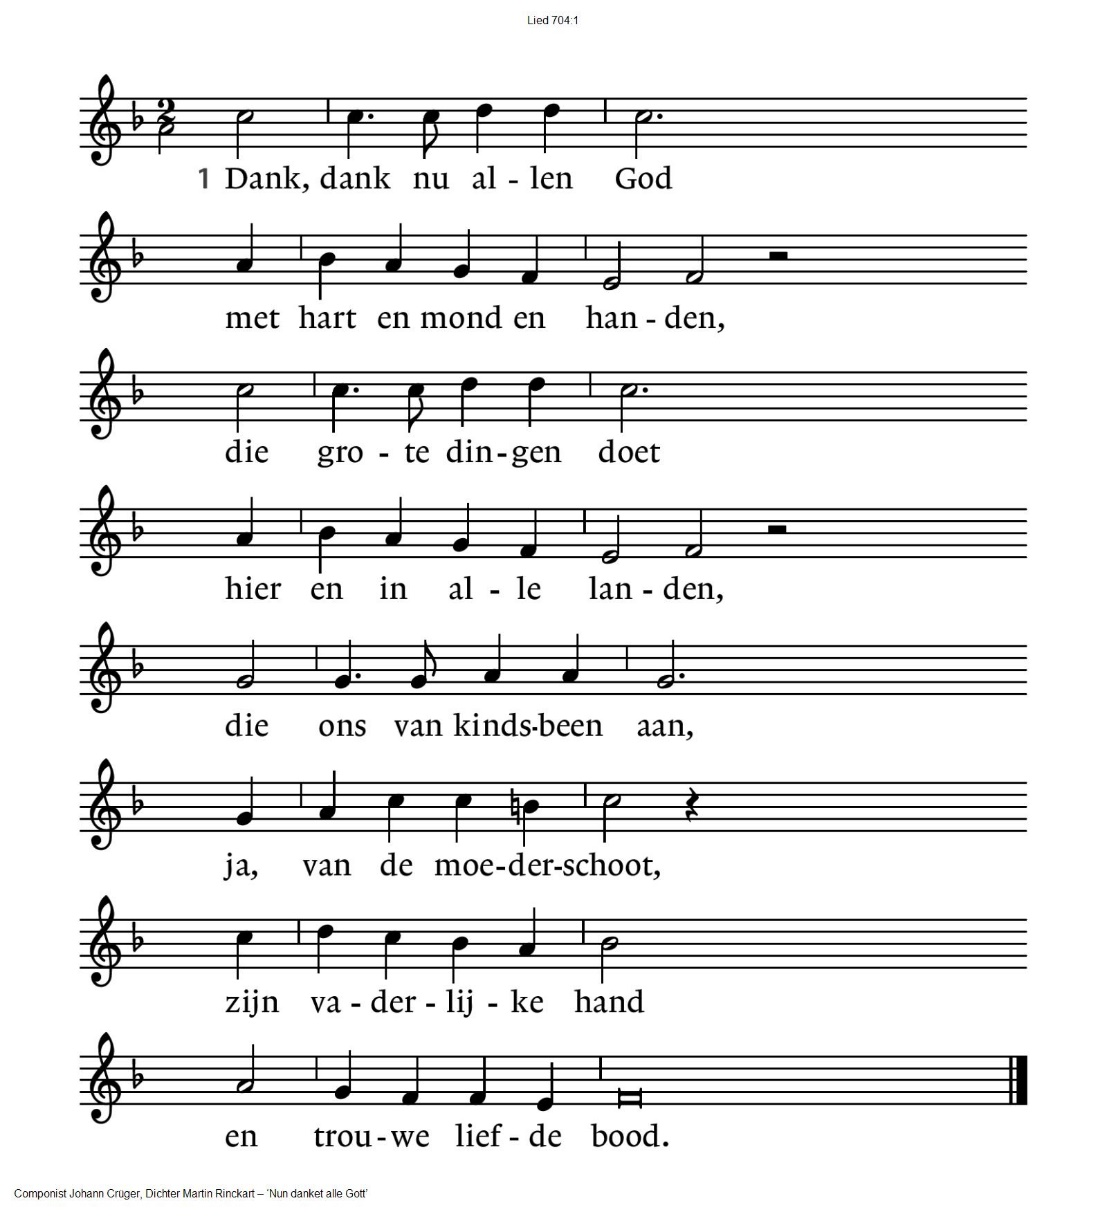 Lied 704:1
1 Dank, dank nu al - len God
met hart en mond en han - den,
die gro - te din - gen doet
hier en in al - le lan - den,
die ons van kinds - been aan,
ja, van de moe - der - schoot,
zijn va - der - lij - ke hand
en trou - we lief - de bood.
Componist Johann Crüger, Dichter Martin Rinckart – ‘Nun danket alle Gott’